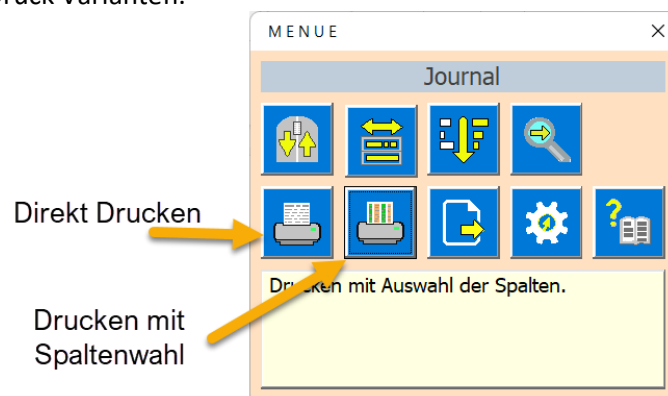 Druck Varianten:
MENUE
Journal
Direkt Drucken
Drucken mit Auswahl der Spalten.
Drucken mit
Spaltenwahl